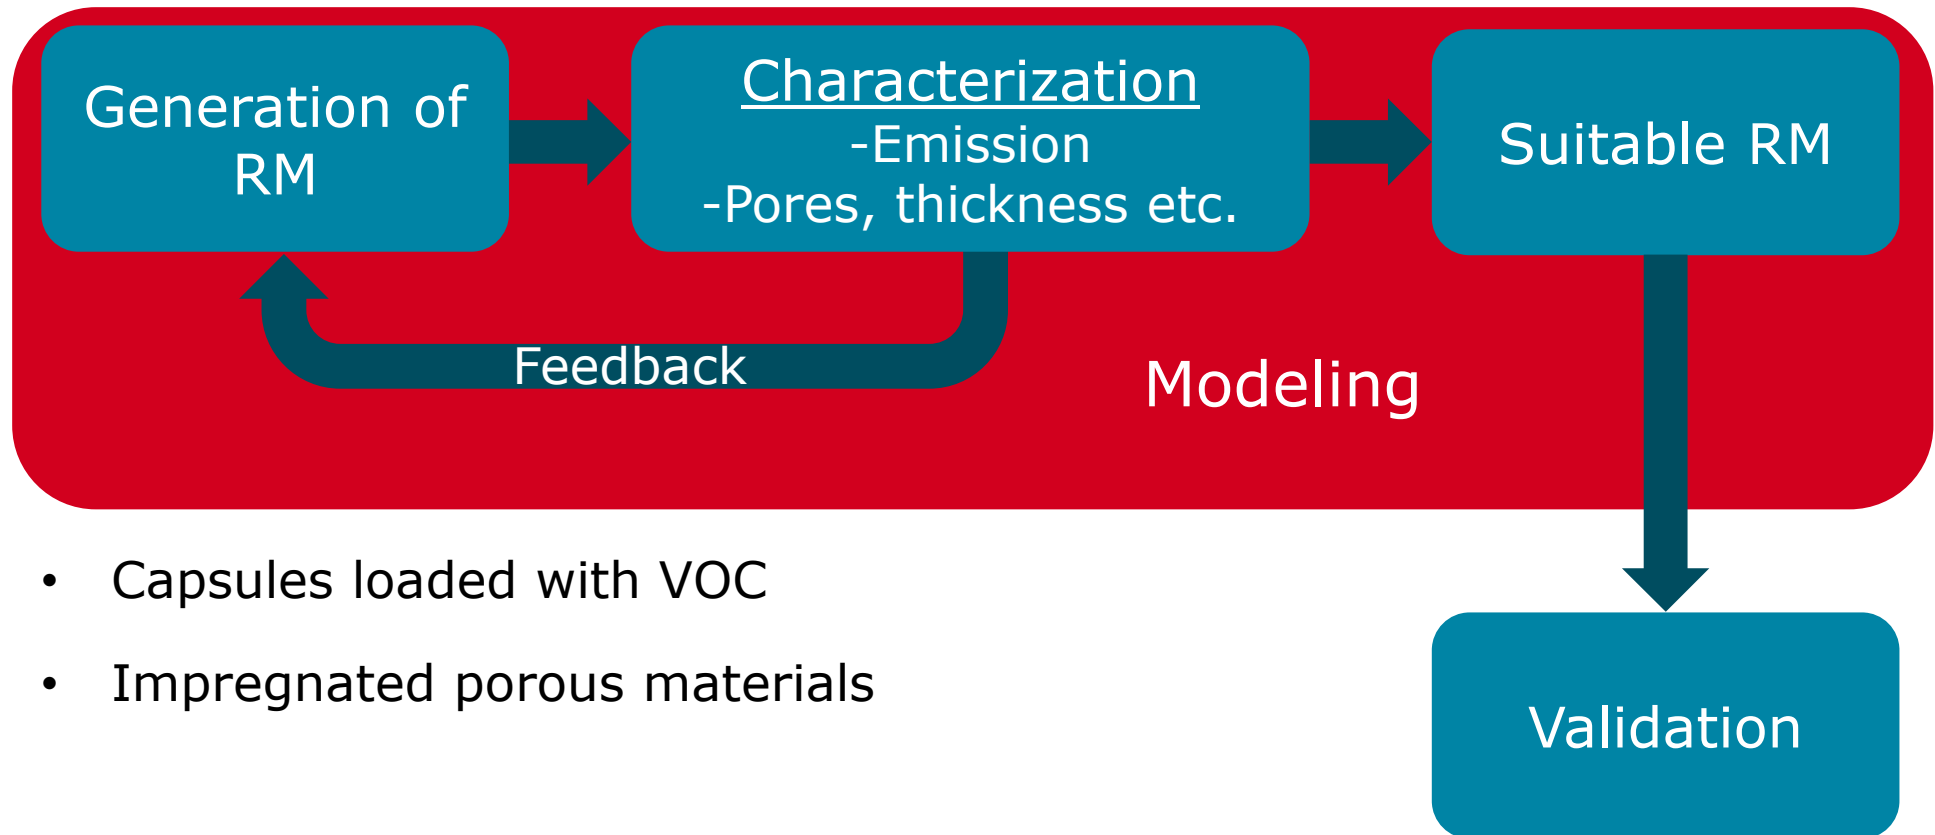 Generation of
RM
Characterization
-Emission
-Pores, thickness etc.
Suitable RM
Feedback
Modeling
• Capsules loaded with VOC
• Impregnated porous materials
Validation